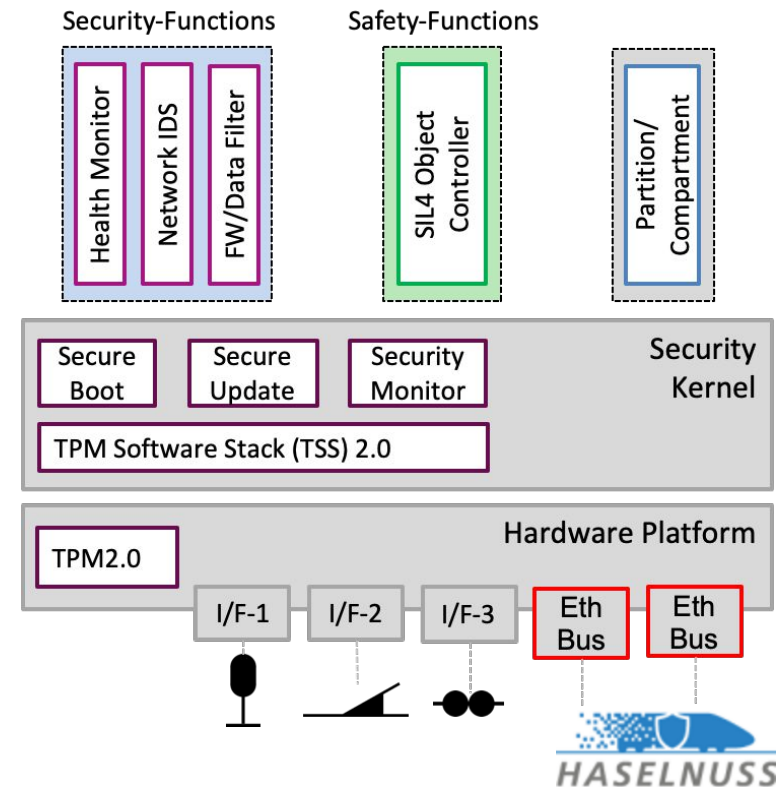 Security-Functions
Safety-Functions
Health Monitor
Network IDS
FW/Data Filter
SIL4 Object
Controller
Partition/
Compartment
Secure
Boot
Secure
Update
Security
Monitor
Security
Kernel
TPM Software Stack (TSS) 2.0
Hardware Platform
TPM2.0
I/F-1
I/F-2
I/F-3
Eth
Bus
Eth
Bus
HASELNUSS